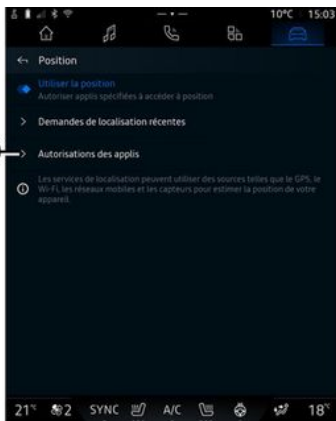 10°C 15:03
Position
Utiliser la position
Autoriser applis spécifiées à accéder à position
Demandes de localisation récentes
Autorisations des applis
Les services de localisation peuvent utiliser des sources telles que le GPS, le
Wi-Fi, les réseaux mobiles et les capteurs pour estimer la position de votre
appareil.
21° 2 SYNC A/C 18°